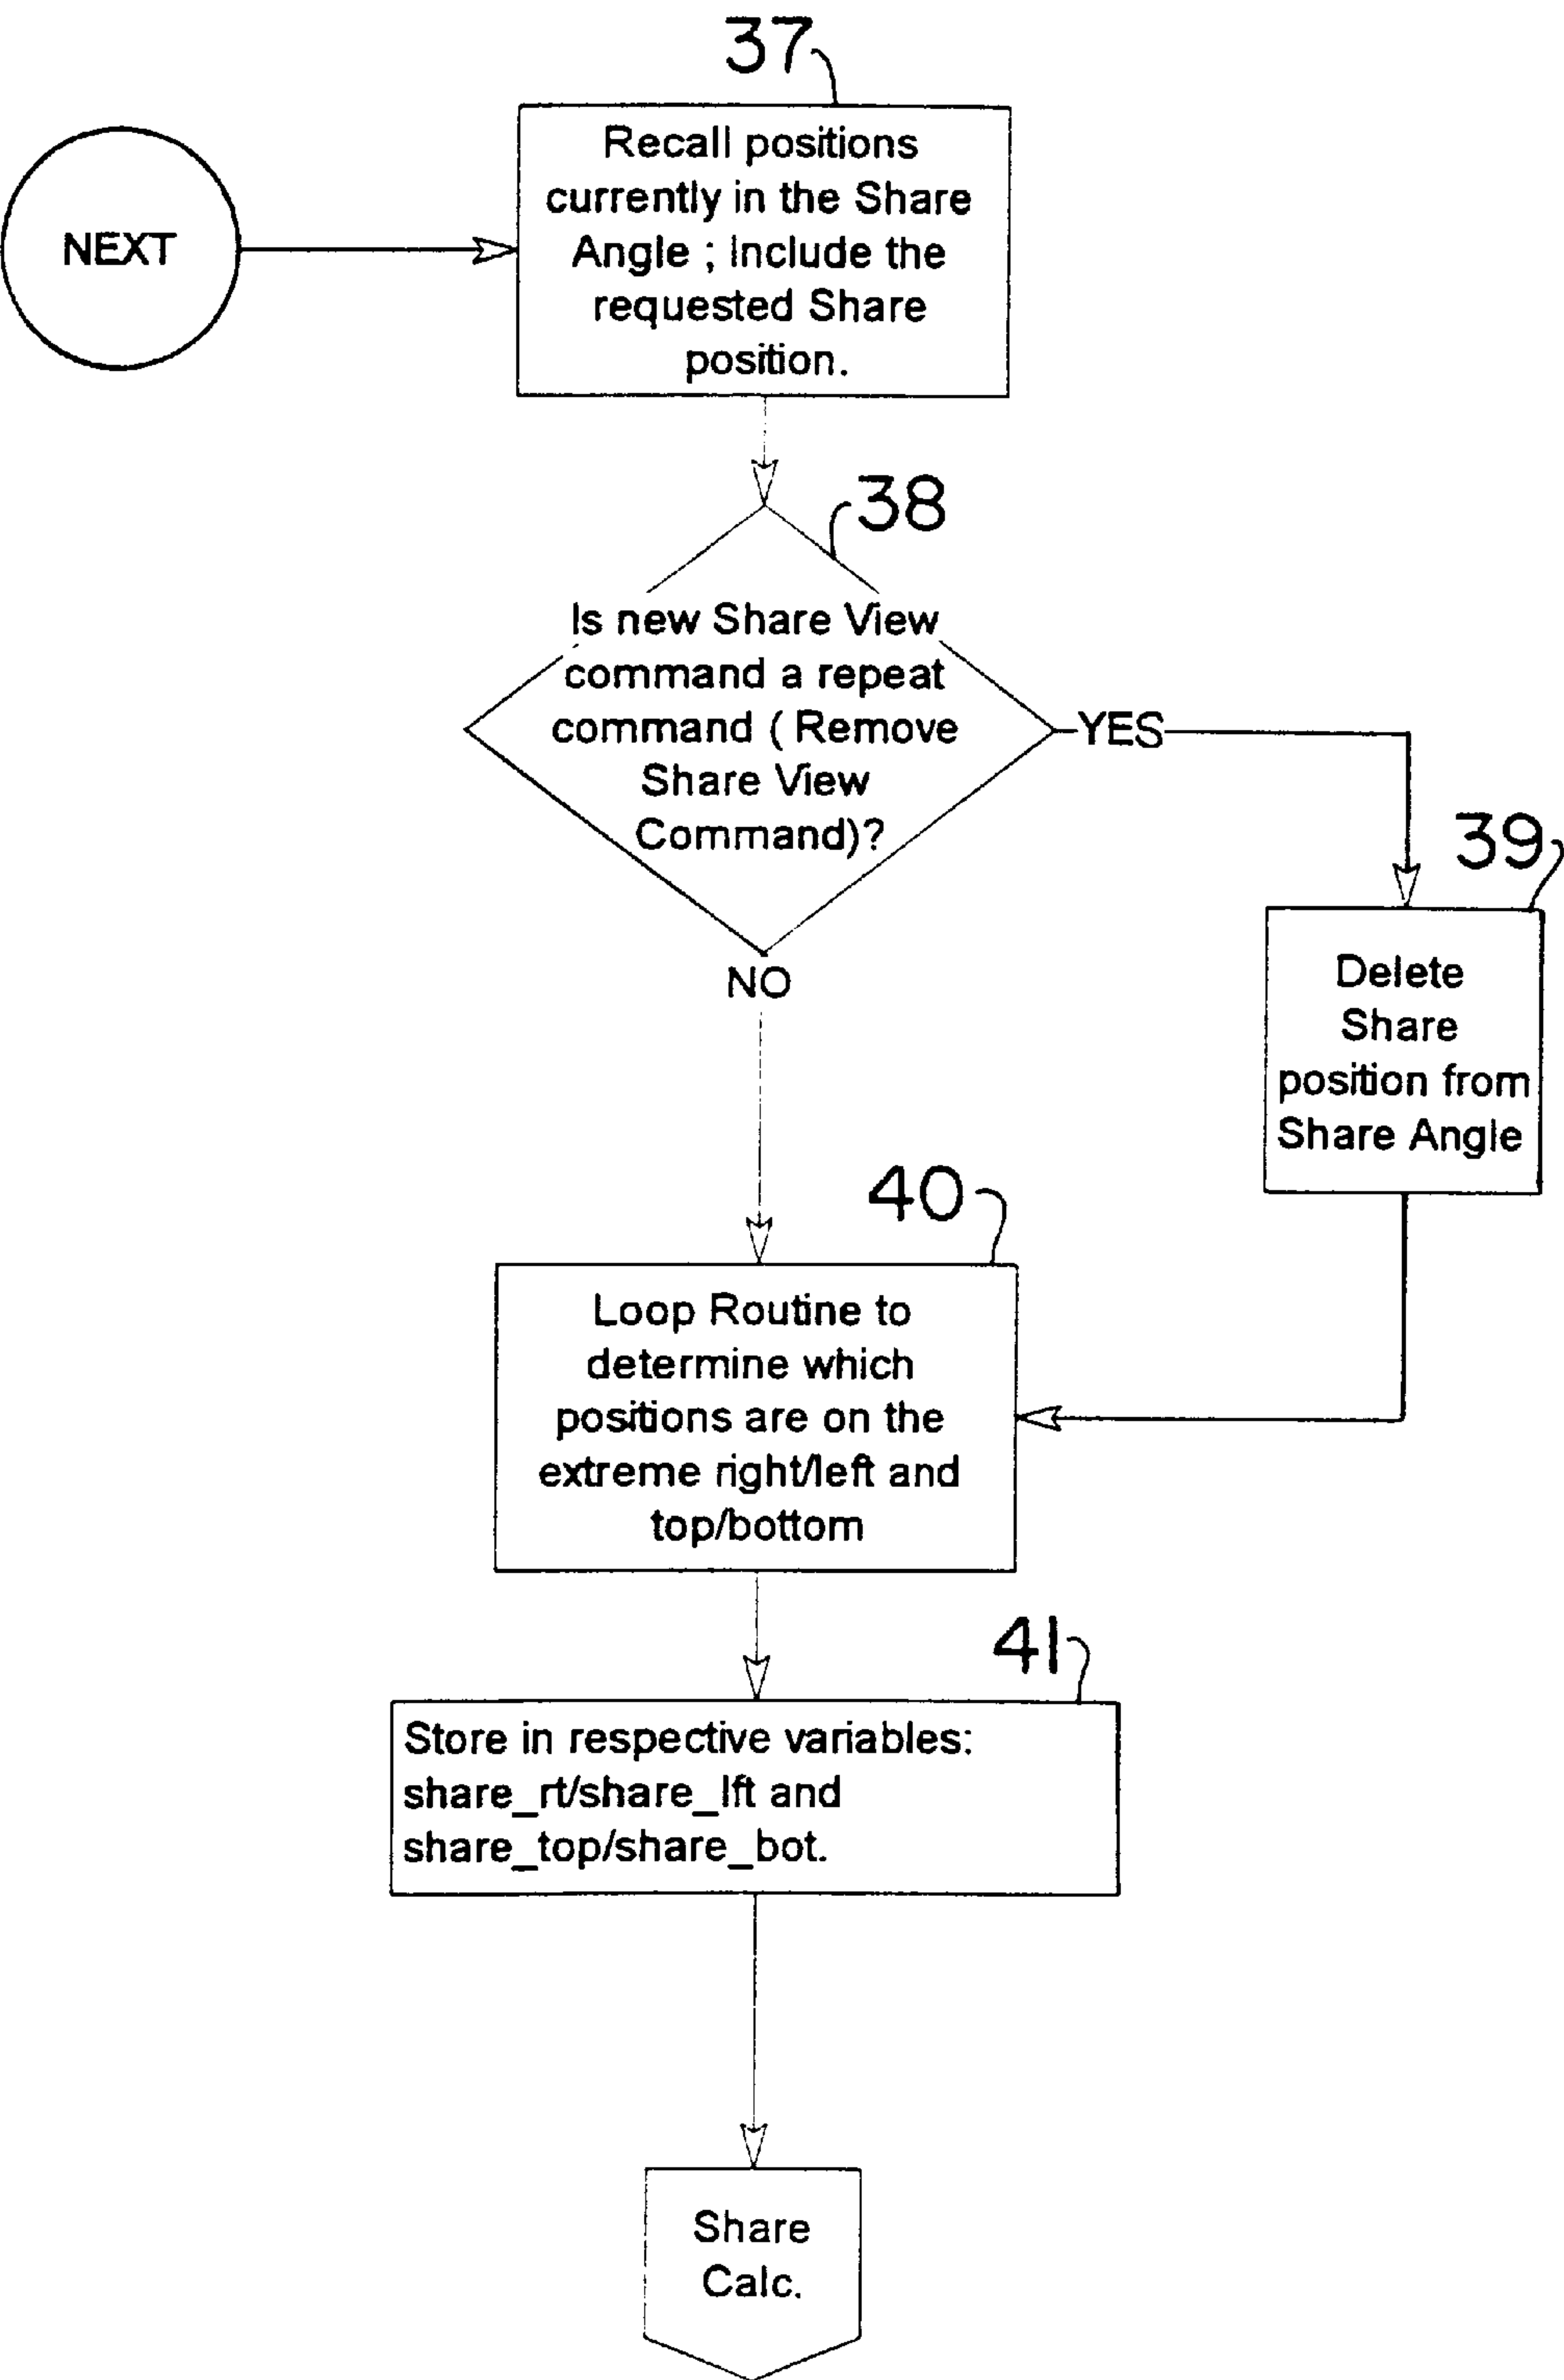 37
Recall positions
currently in the Share
Angle ; Include the
requested Share
position.
NEXT
38
Is new Share View
command a repeat
command ( Remove
Share View
Command)?
YES
NO
39
Delete
Share
position from
Share Angle
40
Loop Routine to
determine which
positions are on the
extreme right/left and
top/bottom
41
Store in respective variables:
share_rt/share_lft and
share_top/share_bot.
Share
Calc.